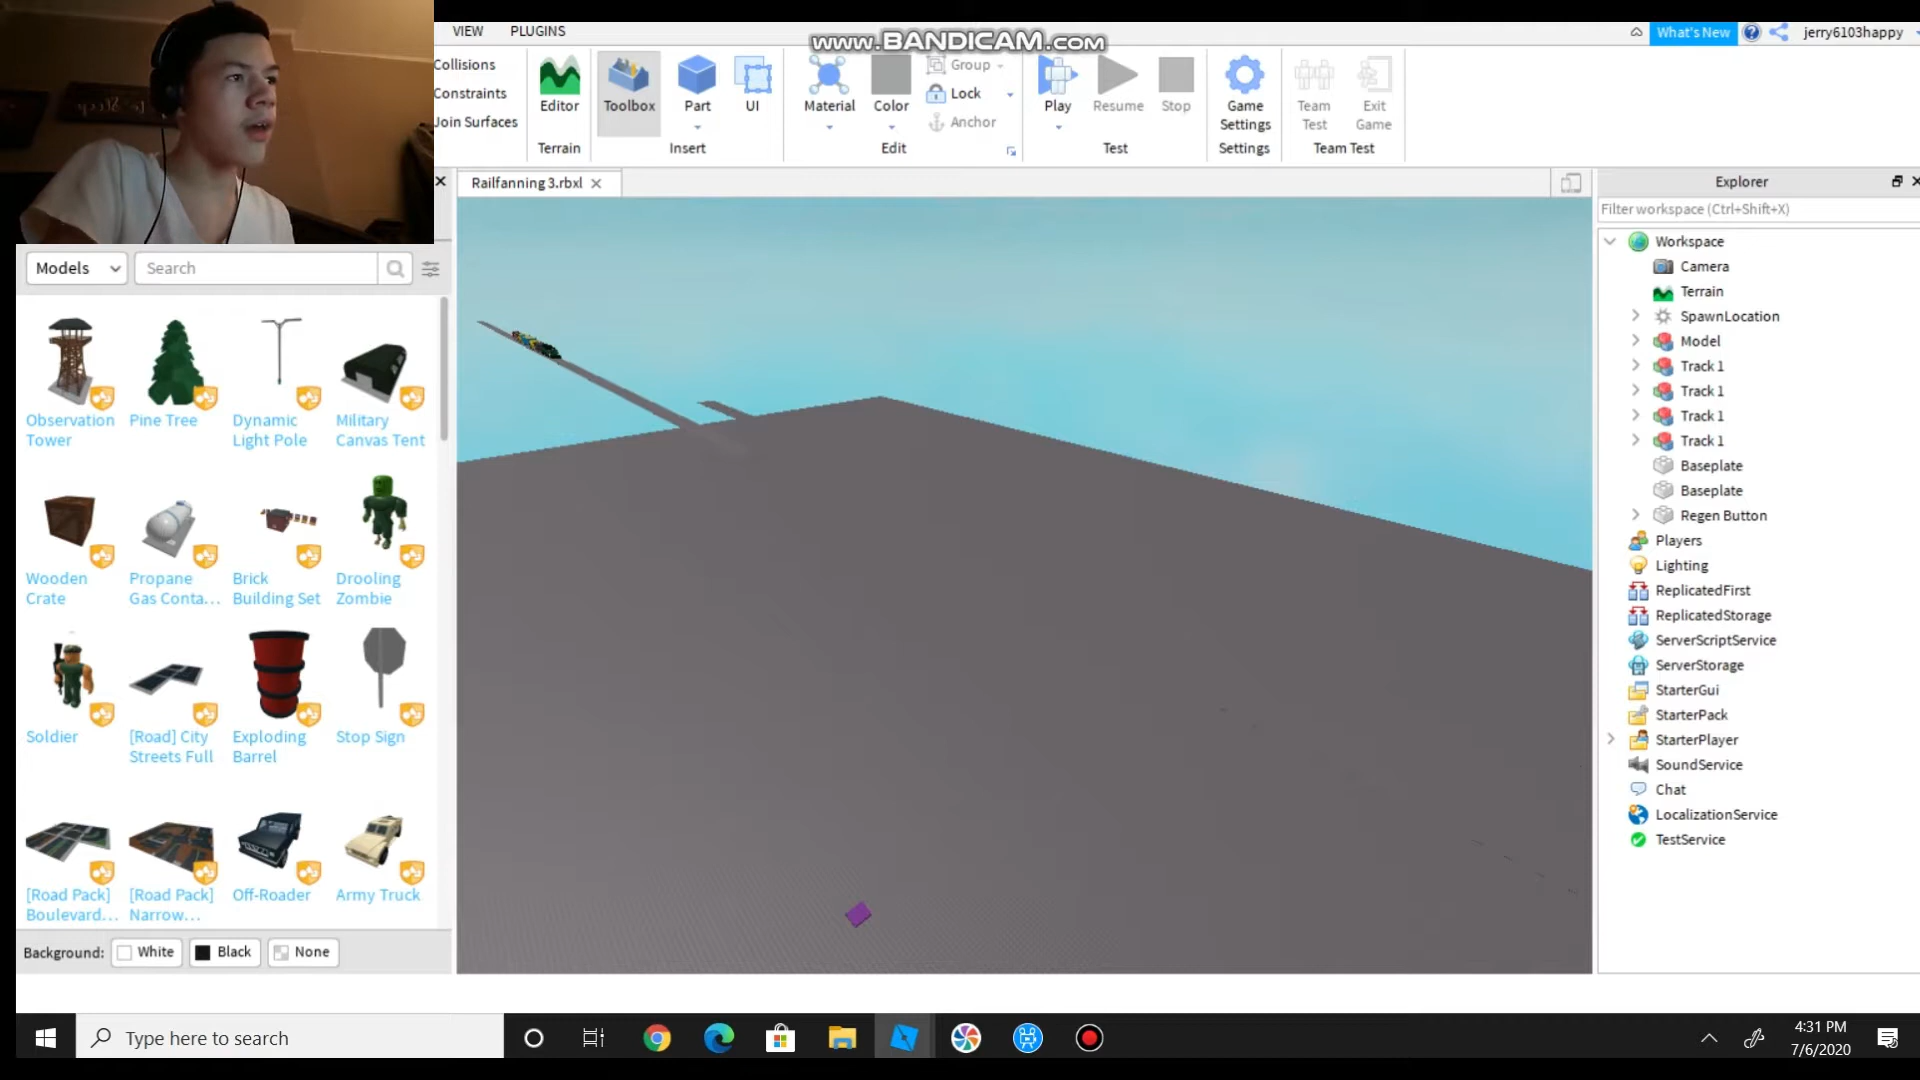 VIEW PLUGINS
www.BANDICAM.com
What's New
jerry6103happy
Collisions
Constraints
Join Surfaces
Editor
Terrain
Toolbox
Part
UI
Insert
Material
Color
Group
Lock
Anchor
Edit
Play
Resume
Stop
Test
Game
Settings
Settings
Team
Test
Exit
Game
Team Test
Railfanning 3.rbxl
Explorer
Filter workspace (Ctrl+Shift+X)
Workspace
Camera
Terrain
SpawnLocation
Model
Track 1
Track 1
Track 1
Track 1
Baseplate
Baseplate
Regen Button
Players
Lighting
ReplicatedFirst
ReplicatedStorage
ServerScriptService
ServerStorage
StarterGui
StarterPack
StarterPlayer
SoundService
Chat
LocalizationService
TestService
Models
Search
Observation
Tower
Pine Tree
Dynamic
Light Pole
Military
Canvas Tent
Wooden
Crate
Propane
Gas Conta...
Brick
Building Set
Drooling
Zombie
Soldier
[Road] City
Streets Full
Exploding
Barrel
Stop Sign
[Road Pack]
Boulevard...
[Road Pack]
Narrow...
Off-Roader
Army Truck
Background: White Black None
Type here to search
4:31 PM
7/6/2020